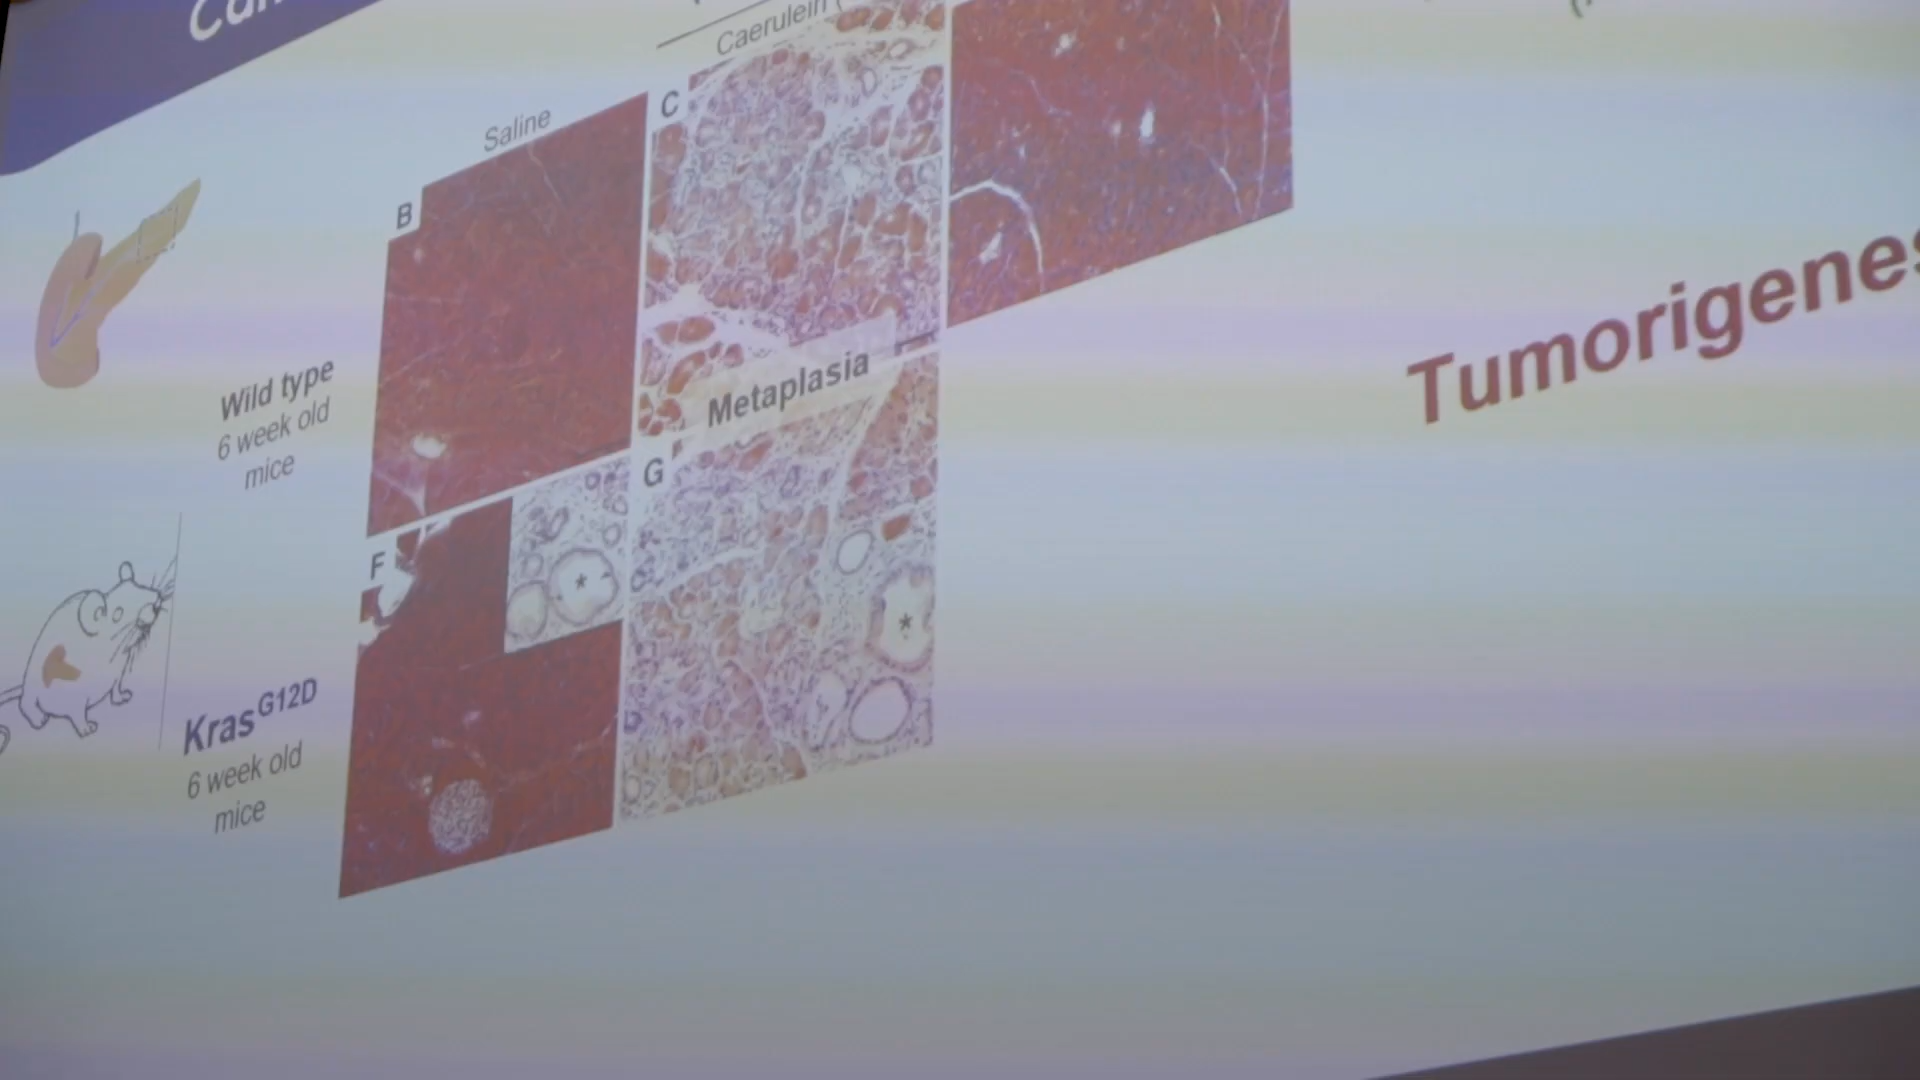 Caerulein (
Saline
B
C
Wild type
6 week old
mice
Metaplasia
Tumorigenes
F
*
G
*
Kras^G12D
6 week old
mice